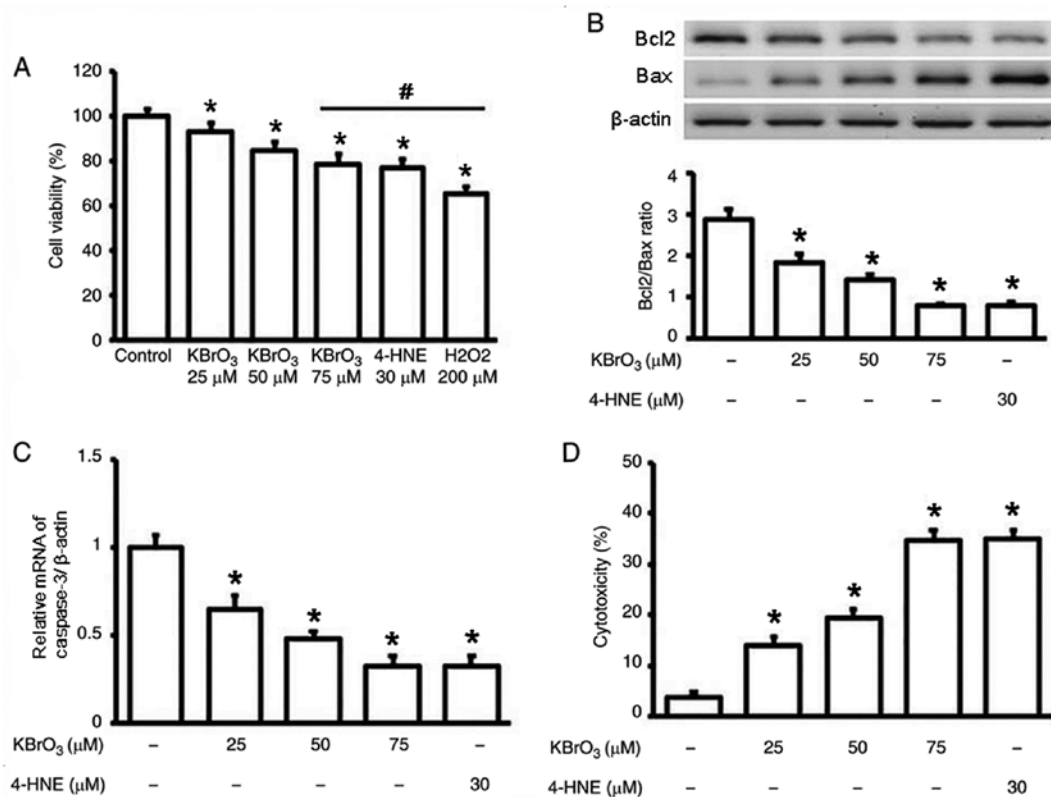 A
Cell viability (%)
120
100
80
60
40
120
0
*
*
*
*
*
#
Control
KBrO₃ 25 μM
KBrO₃ 50 μM
KBrO₃ 75 μM
4-HNE 30 μM
H2O2 200 μM
B
Bcl2
Bax
β-actin
Bcl2/Bax ratio
4
3
2
1
0
*
*
*
*
KBrO₃ (μM) – 25 50 75 –
4-HNE (μM) – – – – 30
C
Relative mRNA of
caspase-3/ β-actin
1.5
1
0.5
0
*
*
*
*
KBrO₃ (μM) – 25 50 75 –
4-HNE (μM) – – – – 30
D
Cytotoxicity (%)
50
40
30
20
10
0
*
*
*
*
KBrO₃ (μM) – 25 50 75 –
4-HNE (μM) – – – – 30